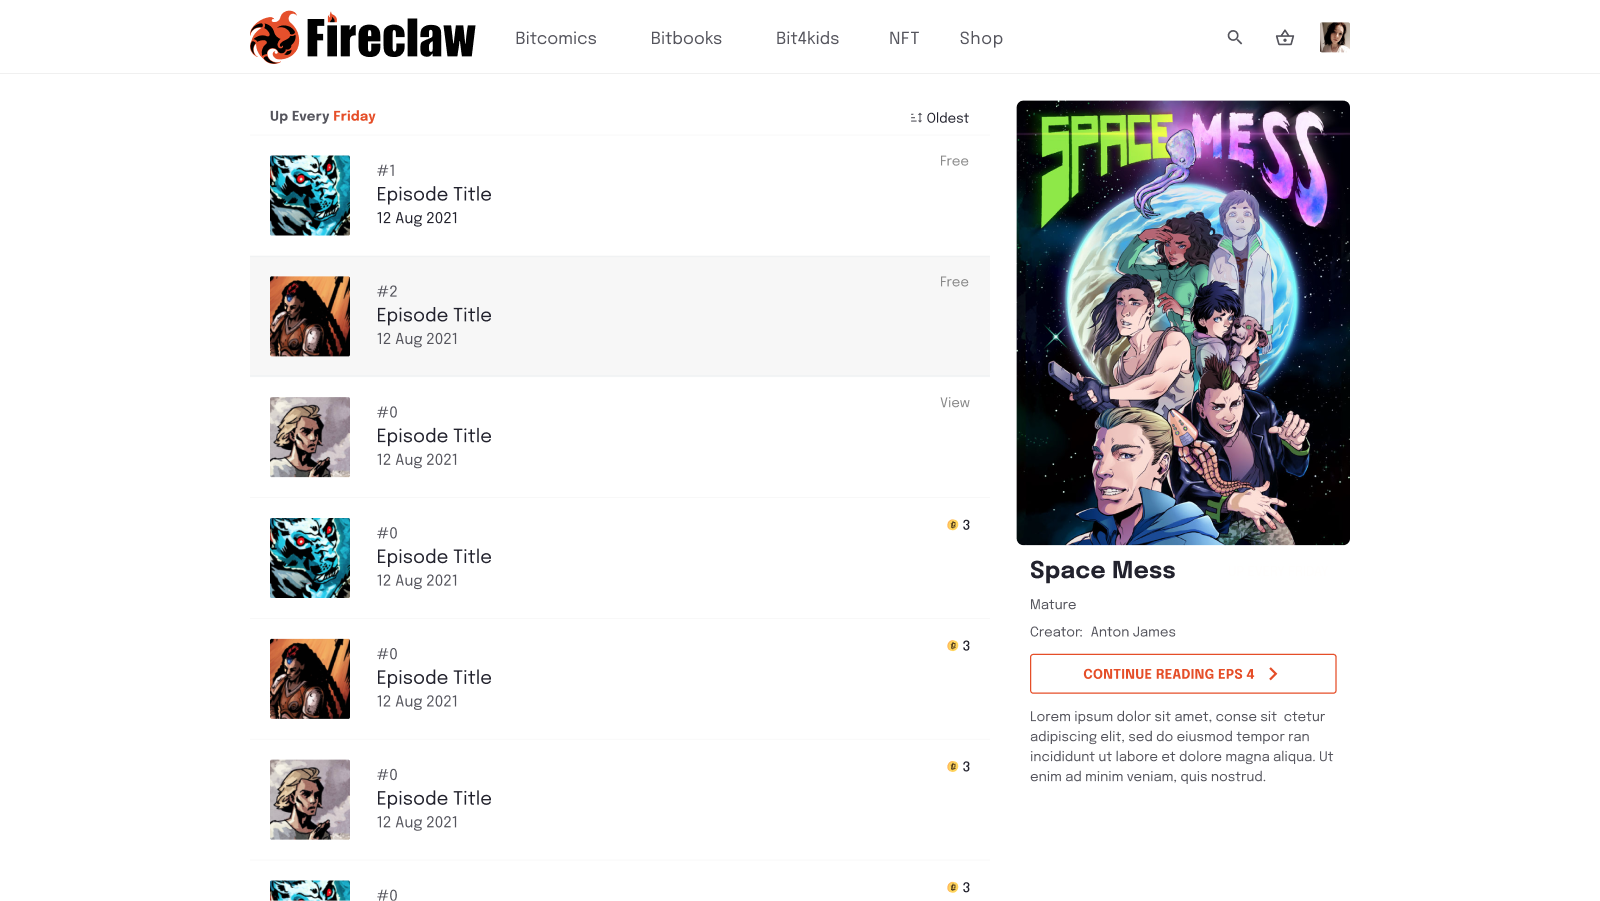 Fireclaw
Bitcomics
Bitbooks
Bit4kids
NFT
Shop
Up Every Friday
Oldest
#1
Episode Title
12 Aug 2021
Free
#2
Episode Title
12 Aug 2021
Free
#0
Episode Title
12 Aug 2021
View
#0
Episode Title
12 Aug 2021
3
#0
Episode Title
12 Aug 2021
3
#0
Episode Title
12 Aug 2021
3
#0
3
SPACE MESS
Space Mess
Mature
Creator: Anton James
CONTINUE READING EPS 4
Lorem ipsum dolor sit amet, conse sit ctetur
adipiscing elit, sed do eiusmod tempor ran
incididunt ut labore et dolore magna aliqua. Ut
enim ad minim veniam, quis nostrud.